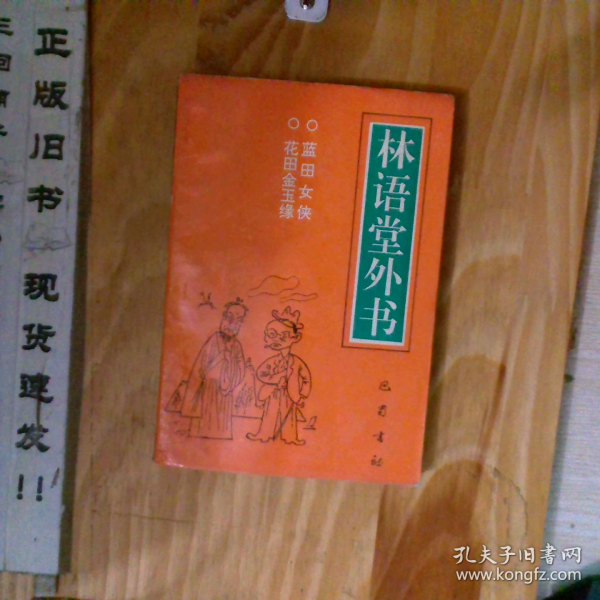 林语堂外书
○蓝田女侠
○花田金玉缘
巴蜀书社
正版旧书 现货速发!!
孔夫子旧书网
www.kongfz.com